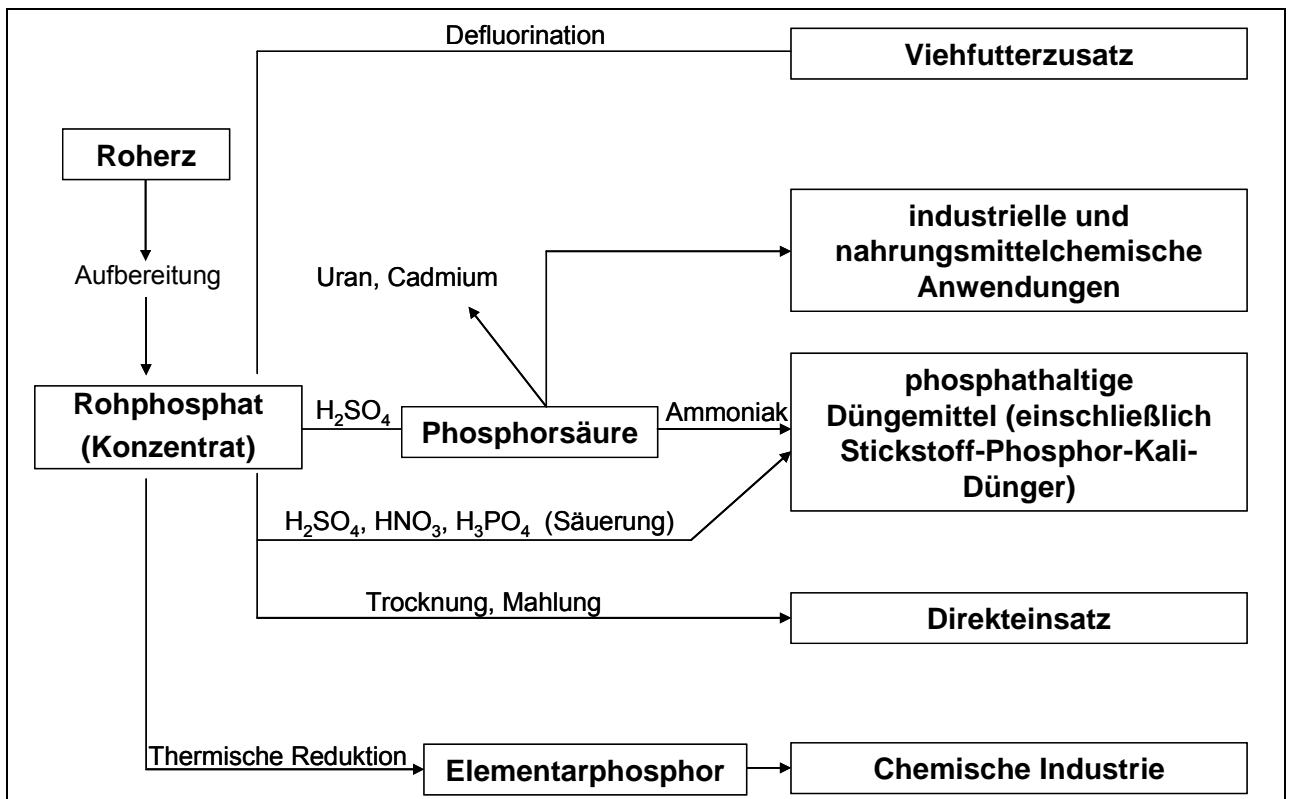 Defluorination
Viehfutterzusatz
Roherz
industrielle und
nahrungsmittelchemische
Anwendungen
Aufbereitung
Uran, Cadmium
Rohphosphat
(Konzentrat)
H₂SO₄
Phosphorsäure
Ammoniak
phosphathaltige
Düngemittel (einschließlich
Stickstoff-Phosphor-Kali-
Dünger)
H₂SO₄, HNO₃, H₃PO₄ (Säuerung)
Trocknung, Mahlung
Direkteinsatz
Thermische Reduktion
Elementarphosphor
Chemische Industrie